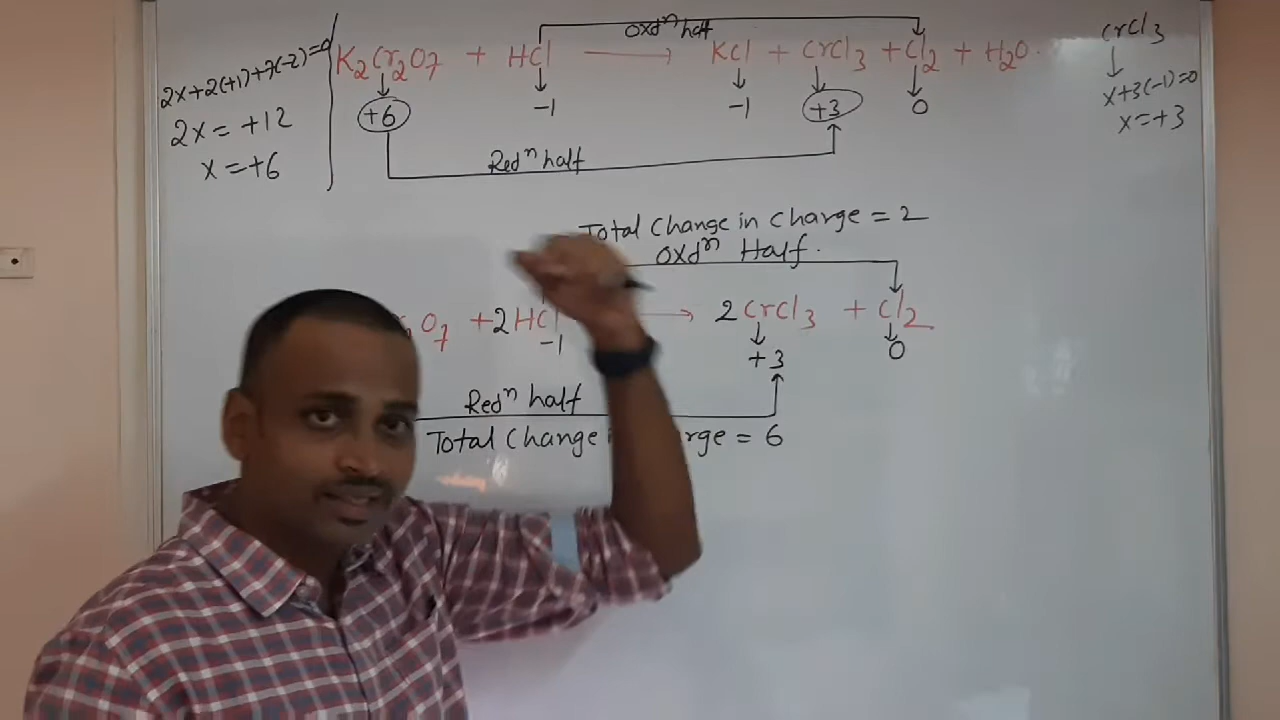 2x+2(+1)+7(-2)=0
2x = +12
x = +6
Oxdⁿ half
K₂Cr₂O₇ + HCl → KCl + CrCl₃ + Cl₂ + H₂O.
+6 -1 -1 +3 0
Redⁿ half
CrCl₃
x+3(-1)=0
x=+3
Total Change in Charge = 2
Oxdⁿ Half.
O₇ + 2HCl → 2CrCl₃ + Cl₂
-1 +3 0
Redⁿ half
Total Change = 6